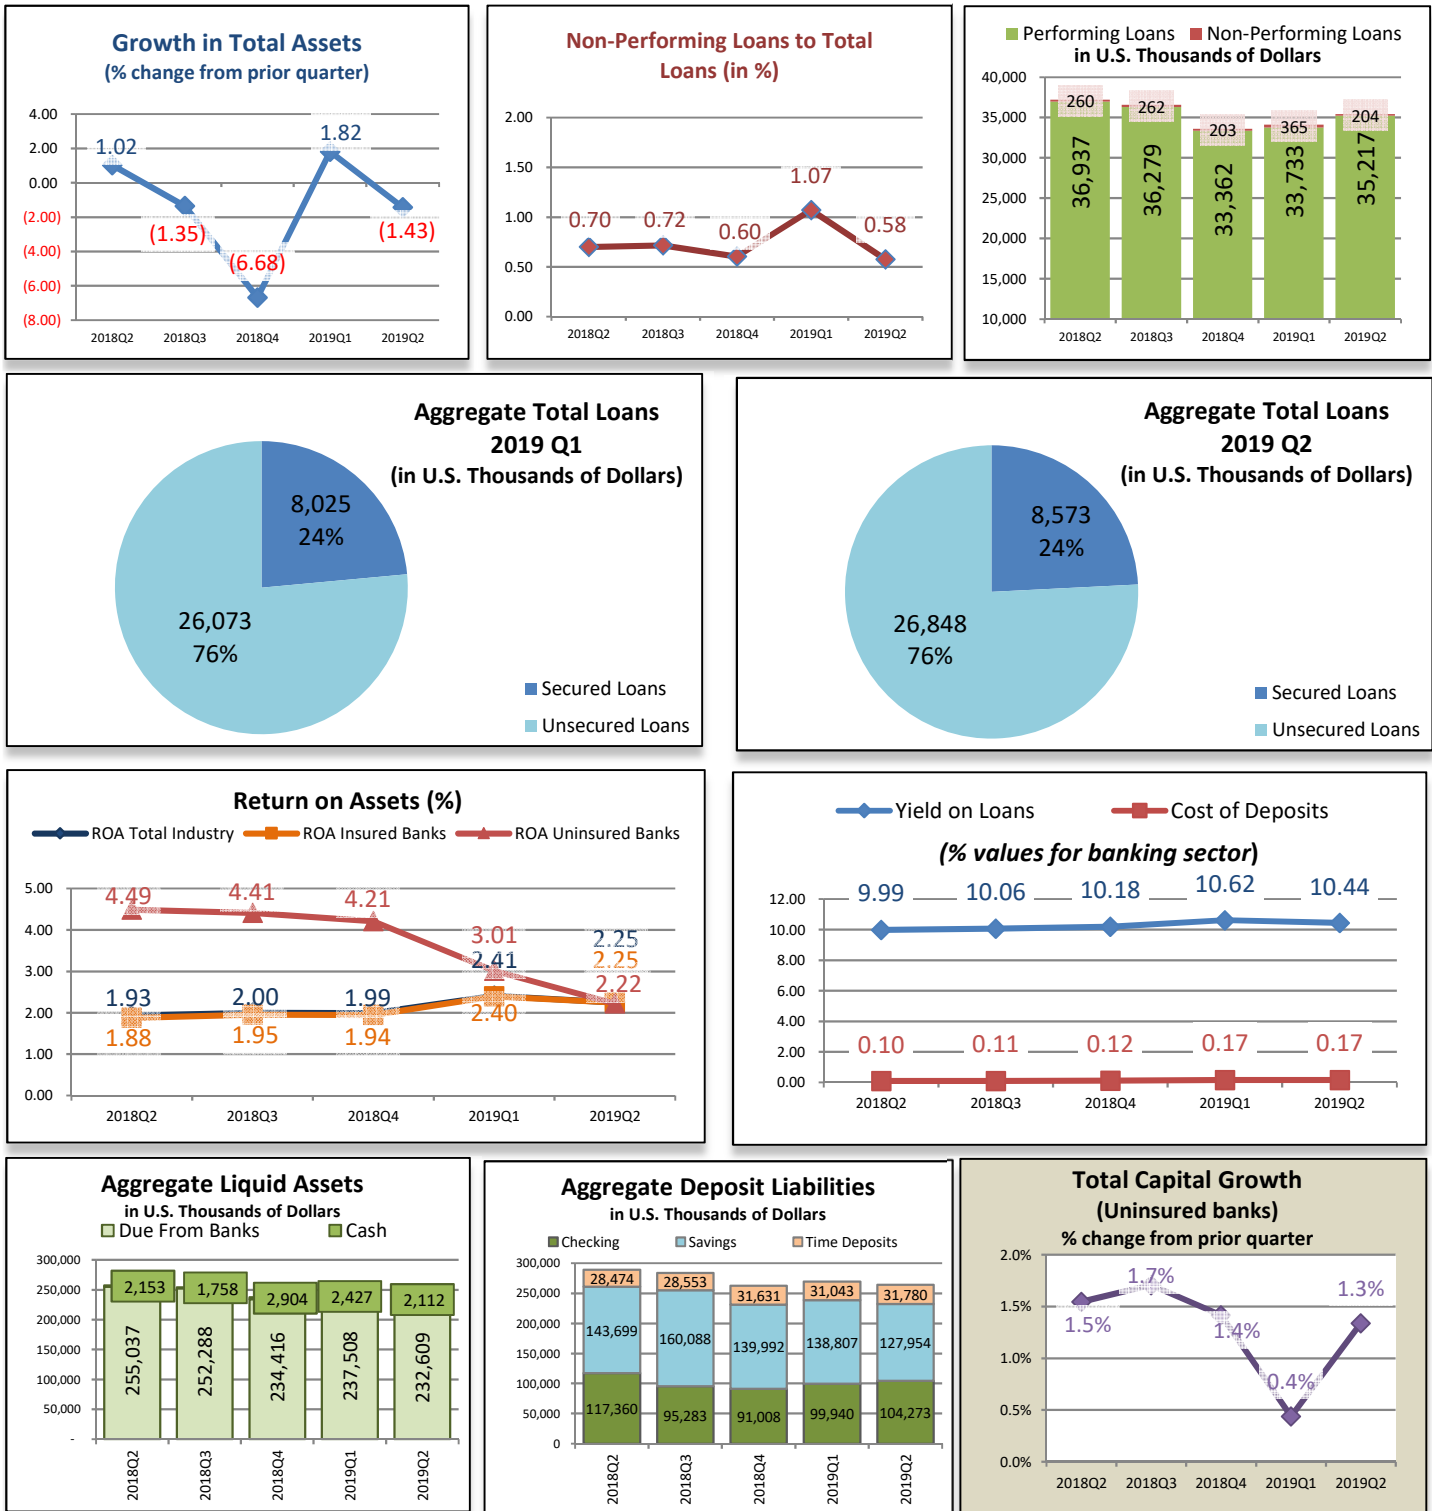 Growth in Total Assets
(% change from prior quarter)
4.00
2.00
0.00
(2.00)
(4.00)
(6.00)
(8.00)
1.02
(1.35)
(6.68)
1.82
(1.43)
2018Q2 2018Q3 2018Q4 2019Q1 2019Q2
Non-Performing Loans to Total
Loans (in %)
2.00
1.50
1.00
0.50
0.00
0.70 0.72 0.60 1.07 0.58
2018Q2 2018Q3 2018Q4 2019Q1 2019Q2
Performing Loans Non-Performing Loans
in U.S. Thousands of Dollars
40,000
35,000
30,000
25,000
20,000
15,000
10,000
260 262 203 365 204
36,937 36,279 33,362 33,733 35,217
2018Q2 2018Q3 2018Q4 2019Q1 2019Q2
Aggregate Total Loans
2019 Q1
(in U.S. Thousands of Dollars)
8,025
24%
26,073
76%
Secured Loans
Unsecured Loans
Aggregate Total Loans
2019 Q2
(in U.S. Thousands of Dollars)
8,573
24%
26,848
76%
Secured Loans
Unsecured Loans
Return on Assets (%)
ROA Total Industry ROA Insured Banks ROA Uninsured Banks
5.00
4.00
3.00
2.00
1.00
0.00
4.49 4.41 4.21 3.01 2.22
1.93 2.00 1.99 2.41 2.25
1.88 1.95 1.94 2.40 2.25
2018Q2 2018Q3 2018Q4 2019Q1 2019Q2
Yield on Loans Cost of Deposits
(% values for banking sector)
12.00
10.00
8.00
6.00
4.00
2.00
0.00
9.99 10.06 10.18 10.62 10.44
0.10 0.11 0.12 0.17 0.17
2018Q2 2018Q3 2018Q4 2019Q1 2019Q2
Aggregate Liquid Assets
in U.S. Thousands of Dollars
Due From Banks Cash
300,000
250,000
200,000
150,000
100,000
50,000
-
2,153 1,758 2,904 2,427 2,112
255,037 252,288 234,416 237,508 232,609
2018Q2 2018Q3 2018Q4 2019Q1 2019Q2
Aggregate Deposit Liabilities
in U.S. Thousands of Dollars
Checking Savings Time Deposits
300,000
250,000
200,000
150,000
100,000
50,000
0
28,474 28,553 31,631 31,043 31,780
143,699 160,088 139,992 138,807 127,954
117,360 95,283 91,008 99,940 104,273
2018Q2 2018Q3 2018Q4 2019Q1 2019Q2
Total Capital Growth
(Uninsured banks)
% change from prior quarter
2.0%
1.5%
1.0%
0.5%
0.0%
1.5% 1.7% 1.4% 0.4% 1.3%
2018Q2 2018Q3 2018Q4 2019Q1 2019Q2